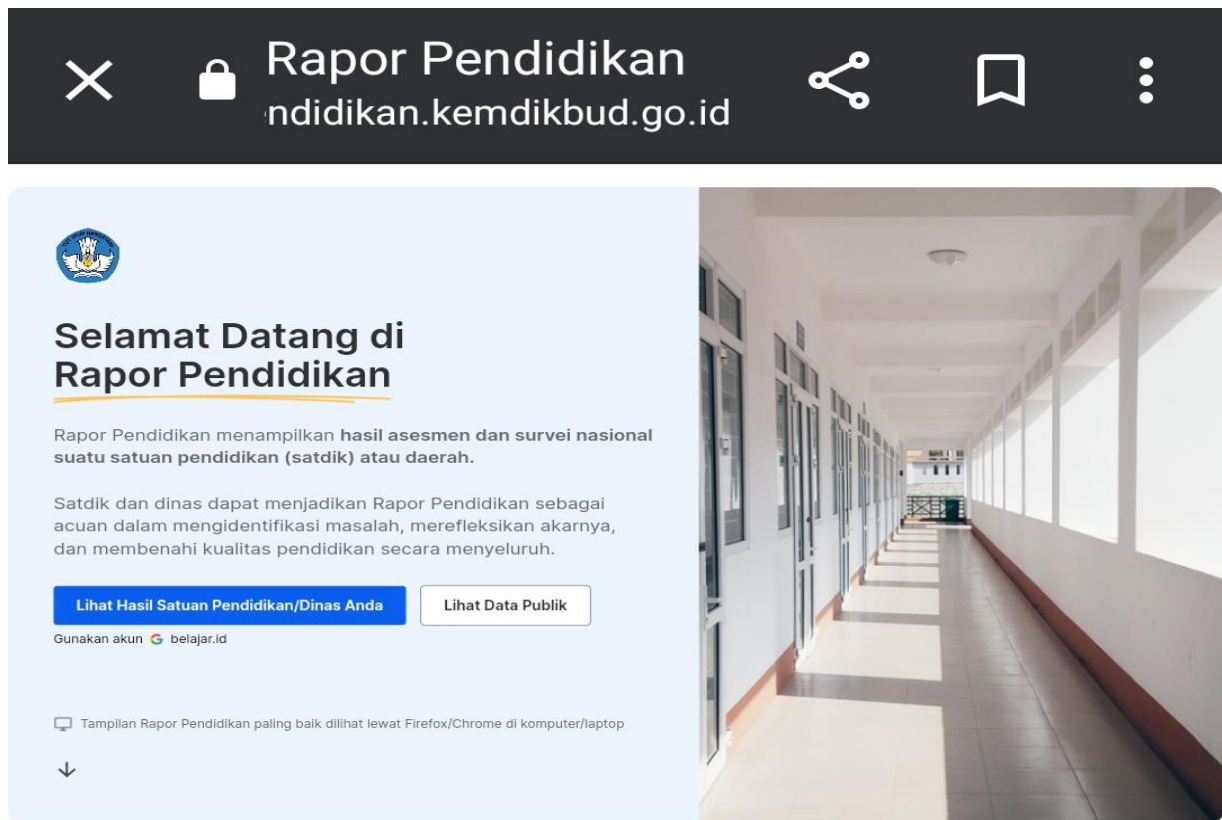 Rapor Pendidikan
ndidikan.kemdikbud.go.id
Selamat Datang di
Rapor Pendidikan
Rapor Pendidikan menampilkan hasil asesmen dan survei nasional
suatu satuan pendidikan (satdik) atau daerah.
Satdik dan dinas dapat menjadikan Rapor Pendidikan sebagai
acuan dalam mengidentifikasi masalah, merefleksikan akarnya,
dan membenahi kualitas pendidikan secara menyeluruh.
Lihat Hasil Satuan Pendidikan/Dinas Anda
Lihat Data Publik
Gunakan akun G belajar.id
Tampilan Rapor Pendidikan paling baik dilihat lewat Firefox/Chrome di komputer/laptop